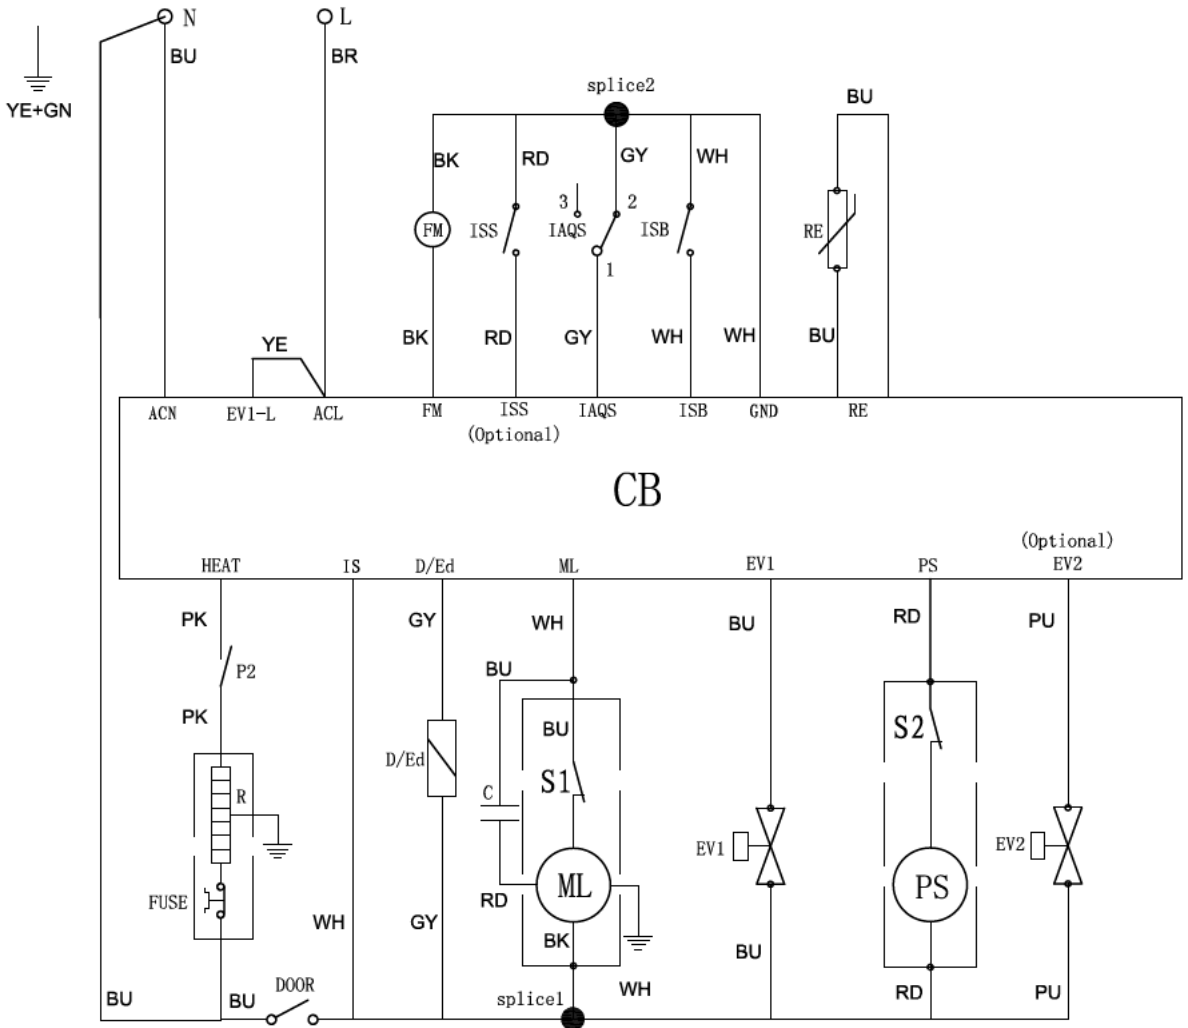 N L
BU BR
YE+GN
splice2
BU
BK RD GY WH
3 2
FM ISS IAQS ISB RE
1
BK RD GY WH WH BU
YE
ACN EV1-L ACL FM ISS IAQS ISB GND RE
(Optional)
CB
(Optional)
HEAT IS D/Ed ML EV1 PS EV2
PK GY WH BU RD PU
P2 BU
PK BU S2
D/Ed S1
R C
EV1 EV2
ML PS
FUSE RD
WH GY BK BU
DOOR WH
BU BU splice1 RD PU